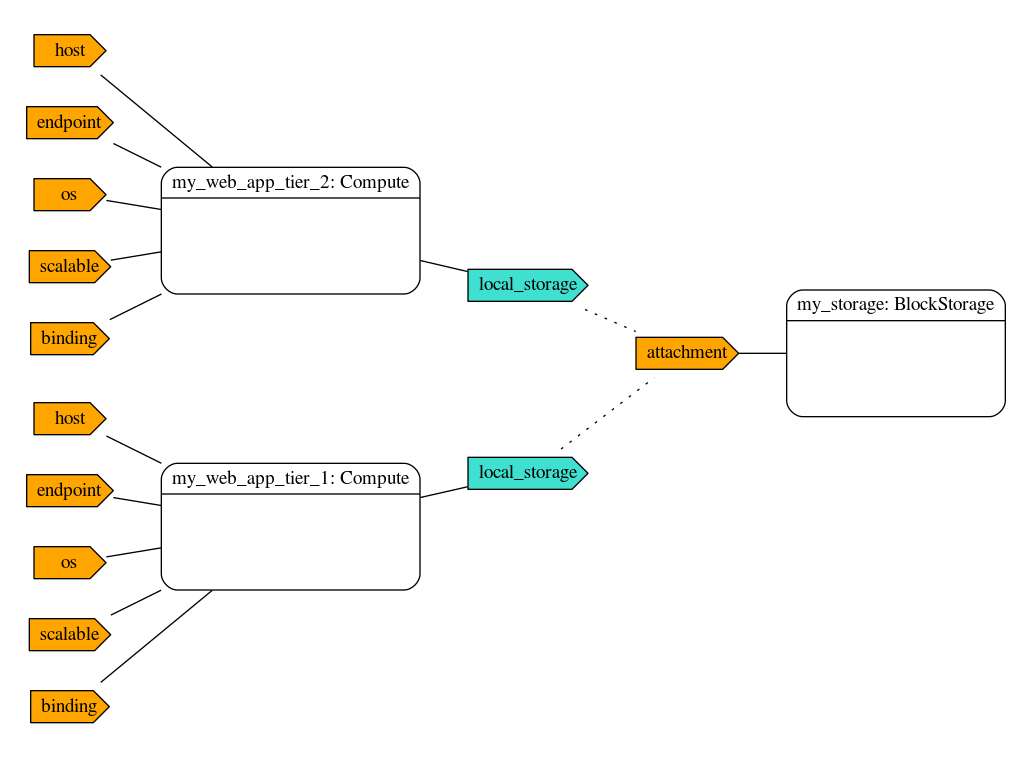 host
endpoint
os
scalable
binding
my_web_app_tier_2: Compute
local_storage
attachment
my_storage: BlockStorage
host
endpoint
os
scalable
binding
my_web_app_tier_1: Compute
local_storage